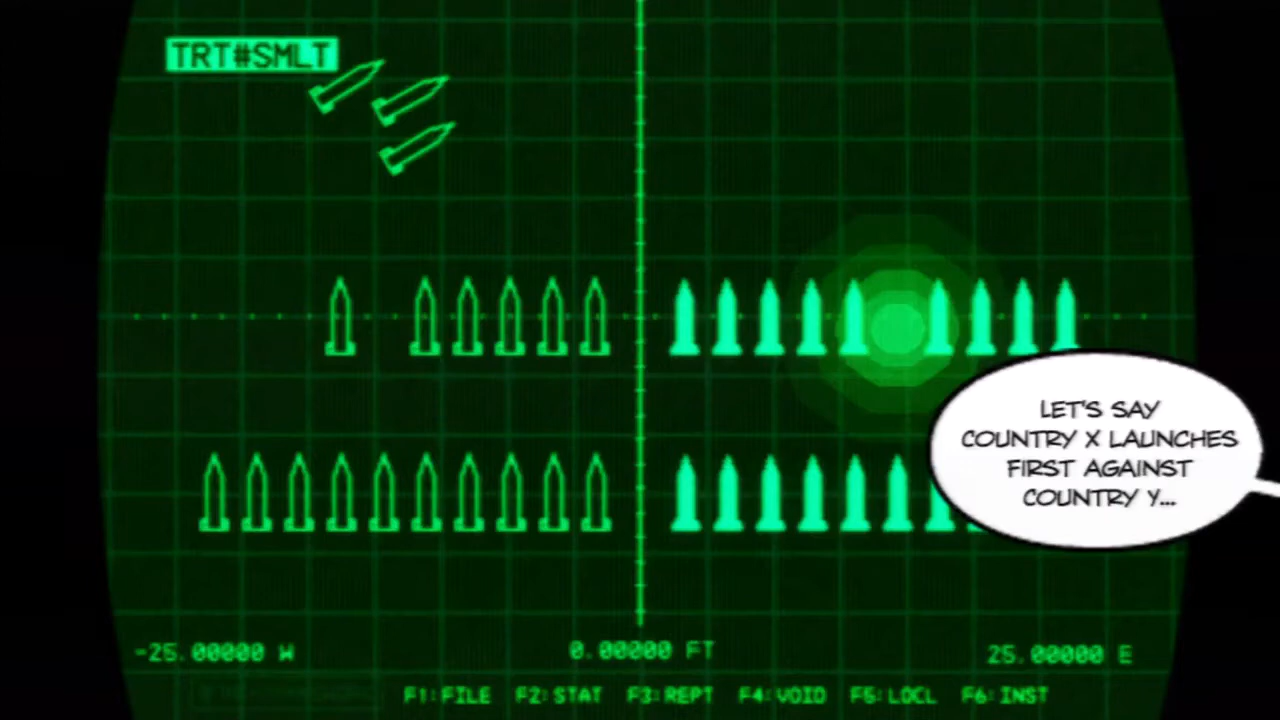 TRT#SMLT
LET'S SAY
COUNTRY X LAUNCHES
FIRST AGAINST
COUNTRY Y...
-25.00000 W
0.00000 FT
25.00000 E
F1:FILE F2:STAT F3:REPT F4:VOID F5:LOCL F6:INST